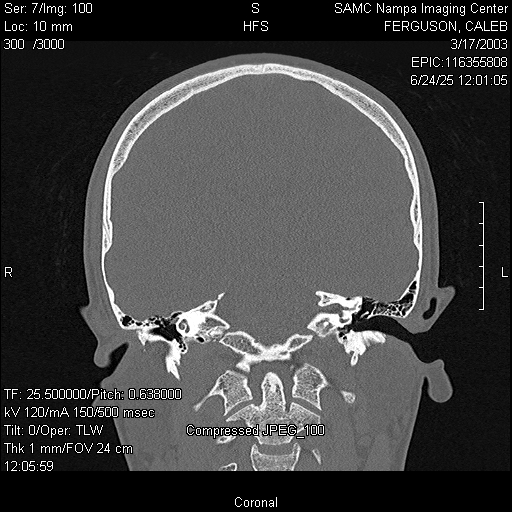 Ser: 7/Img: 100
Loc: 10 mm
300 /3000
S
HFS
SAMC Nampa Imaging Center
FERGUSON, CALEB
3/17/2003
EPIC:116355808
6/24/25 12:01:05
R
L
TF: 25.500000/Pitch: 0.638000
kV 120/mA 150/500 msec
Tilt: 0/Oper: TLW
Thk 1 mm/FOV 24 cm
12:05:59
Compressed JPEG_100
Coronal